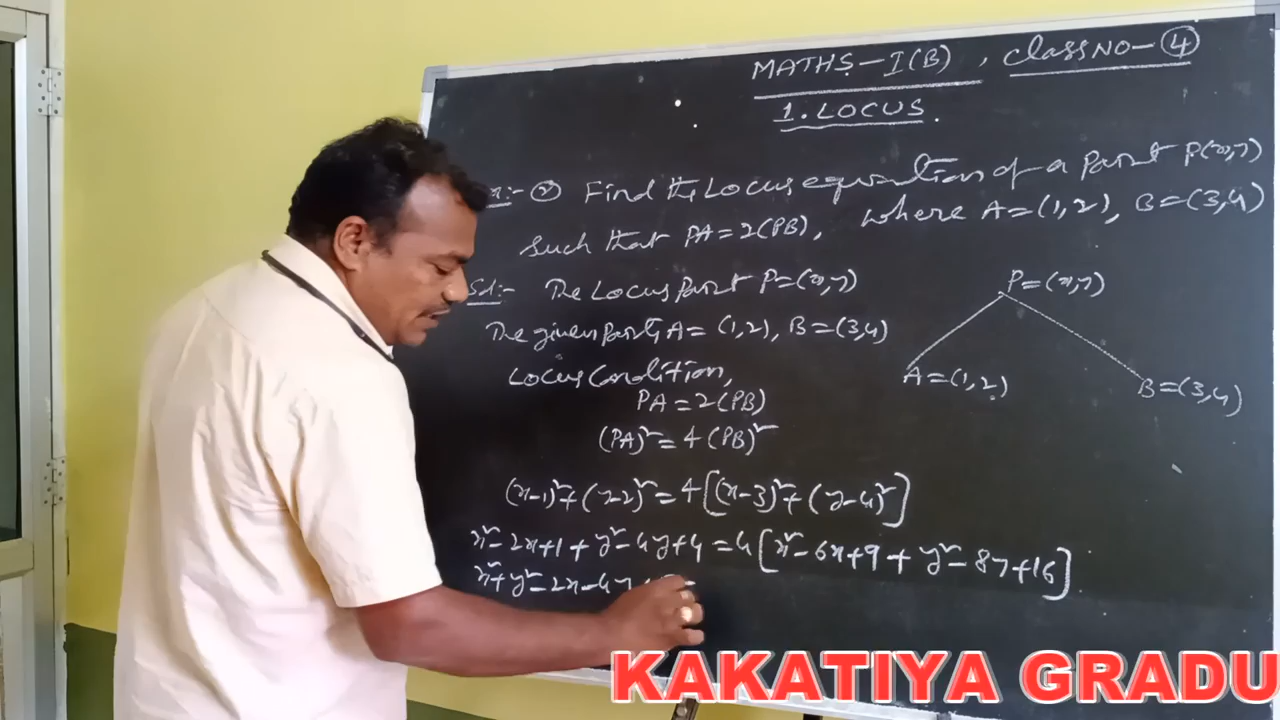 MATHS-I(B), Class NO-④
1. LOCUS.
② Find the Locus equation of a Point P(x,y)
such that PA=2(PB), where A=(1,2), B=(3,4)
Sol:- The Locus Point P=(x,y)
The given Points A=(1,2), B=(3,4)
Locus Condition,
PA=2(PB)
(PA)²=4(PB)²
(x-1)²+(y-2)²=4[(x-3)²+(y-4)²]
x²-2x+1+y²-4y+4=4[x²-6x+9+y²-8y+16]
x²+y²-2x-4y
P=(x,y)
A=(1,2)
B=(3,4)
KAKATIYA GRADU